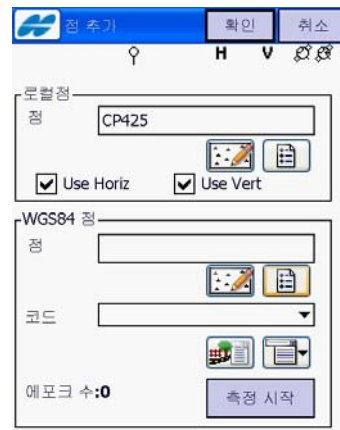 점 추가 확인 취소
H V
로컬점
점 CP425
Use Horiz Use Vert
WGS84 점
점
코드
에포크 수:0 측정 시작